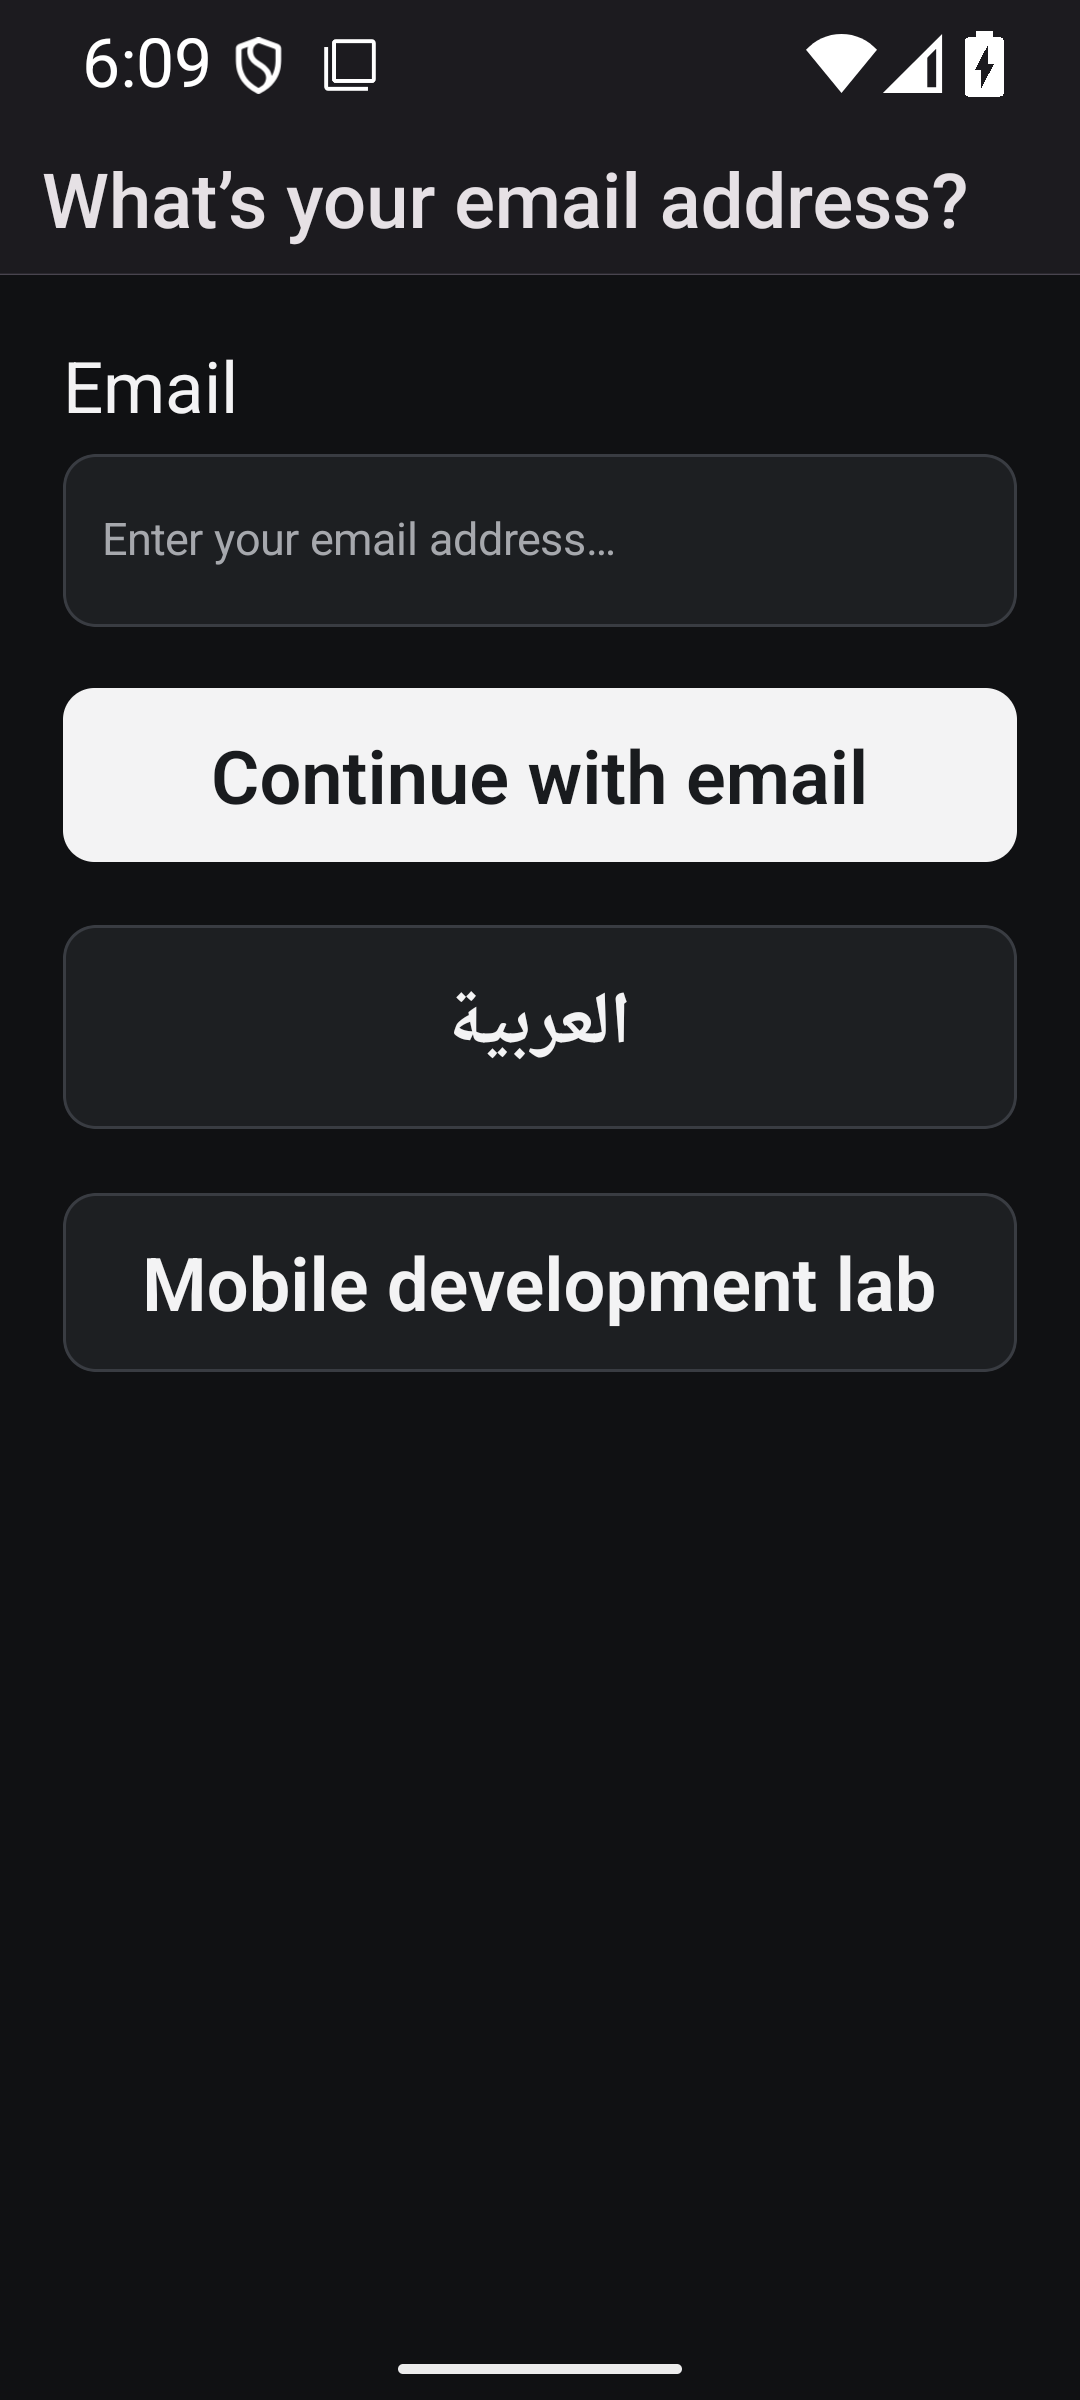 6:09
What’s your email address?
Email
Enter your email address…
Continue with email
العربية
Mobile development lab